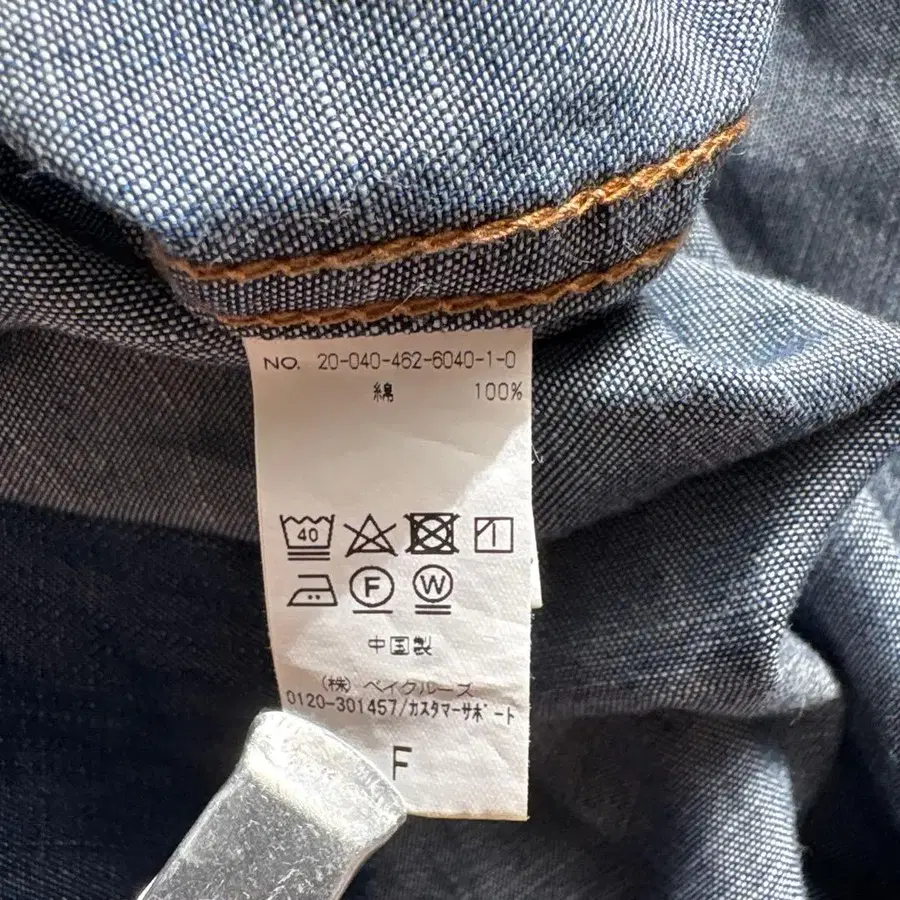 NO. 20-040-462-6040-1-0
綿 100%
40
F W
中国製
(株) ベイクルーズ
0120-301457/カスタマーサポート
F